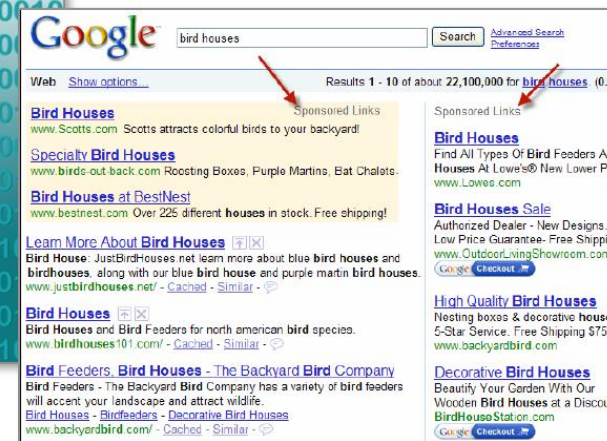 Google
bird houses
Search
Advanced Search
Preferences
Web Show options...
Results 1 - 10 of about 22,100,000 for bird houses. (0.
Sponsored Links
Bird Houses
www.Scotts.com Scotts attracts colorful birds to your backyard!
Specialty Bird Houses
www.birds-out-back.com Roosting Boxes, Purple Martins, Bat Chalets.
Bird Houses at BestNest
www.bestnest.com Over 225 different houses in stock. Free shipping!
Learn More About Bird Houses
Bird House: JustBirdHouses.net learn more about blue bird houses and
birdhouses, along with our blue bird house and purple martin bird houses.
www.justbirdhouses.net/ - Cached - Similar -
Bird Houses
Bird Houses and Bird Feeders for north american bird species.
www.birdhouses101.com/ - Cached - Similar -
Bird Feeders, Bird Houses - The Backyard Bird Company
Bird Feeders - The Backyard Bird Company has a variety of bird feeders
will accent your landscape and attract wildlife.
Bird Houses - Birdfeeders - Decorative Bird Houses
www.backyardbird.com/ - Cached - Similar -
Sponsored Links
Bird Houses
Find All Types Of Bird Feeders A
Houses At Lowe's® New Lower P
www.Lowes.com
Bird Houses Sale
Authorized Dealer - New Designs.
Low Price Guarantee- Free Shippi
www.OutdoorLivingShowroom.com
Google Checkout
High Quality Bird Houses
Nesting boxes & decorative house
5-Star Service. Free Shipping $75
www.backyardbird.com
Decorative Bird Houses
Beautify Your Garden With Our
Wooden Bird Houses at a Discou
BirdHouseStation.com
Google Checkout